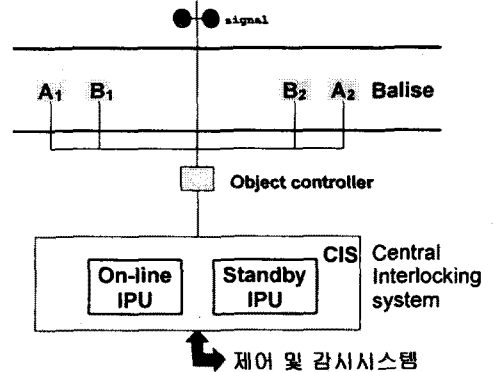 signal
A₁ B₁ B₂ A₂ Balise
Object controller
CIS
Central
Interlocking
system
On-line
IPU
Standby
IPU
제어 및 감시시스템